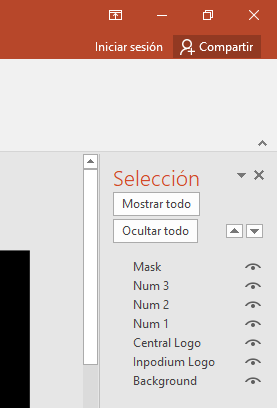 Iniciar sesión Compartir
Selección
Mostrar todo
Ocultar todo
Mask
Num 3
Num 2
Num 1
Central Logo
Inpodium Logo
Background